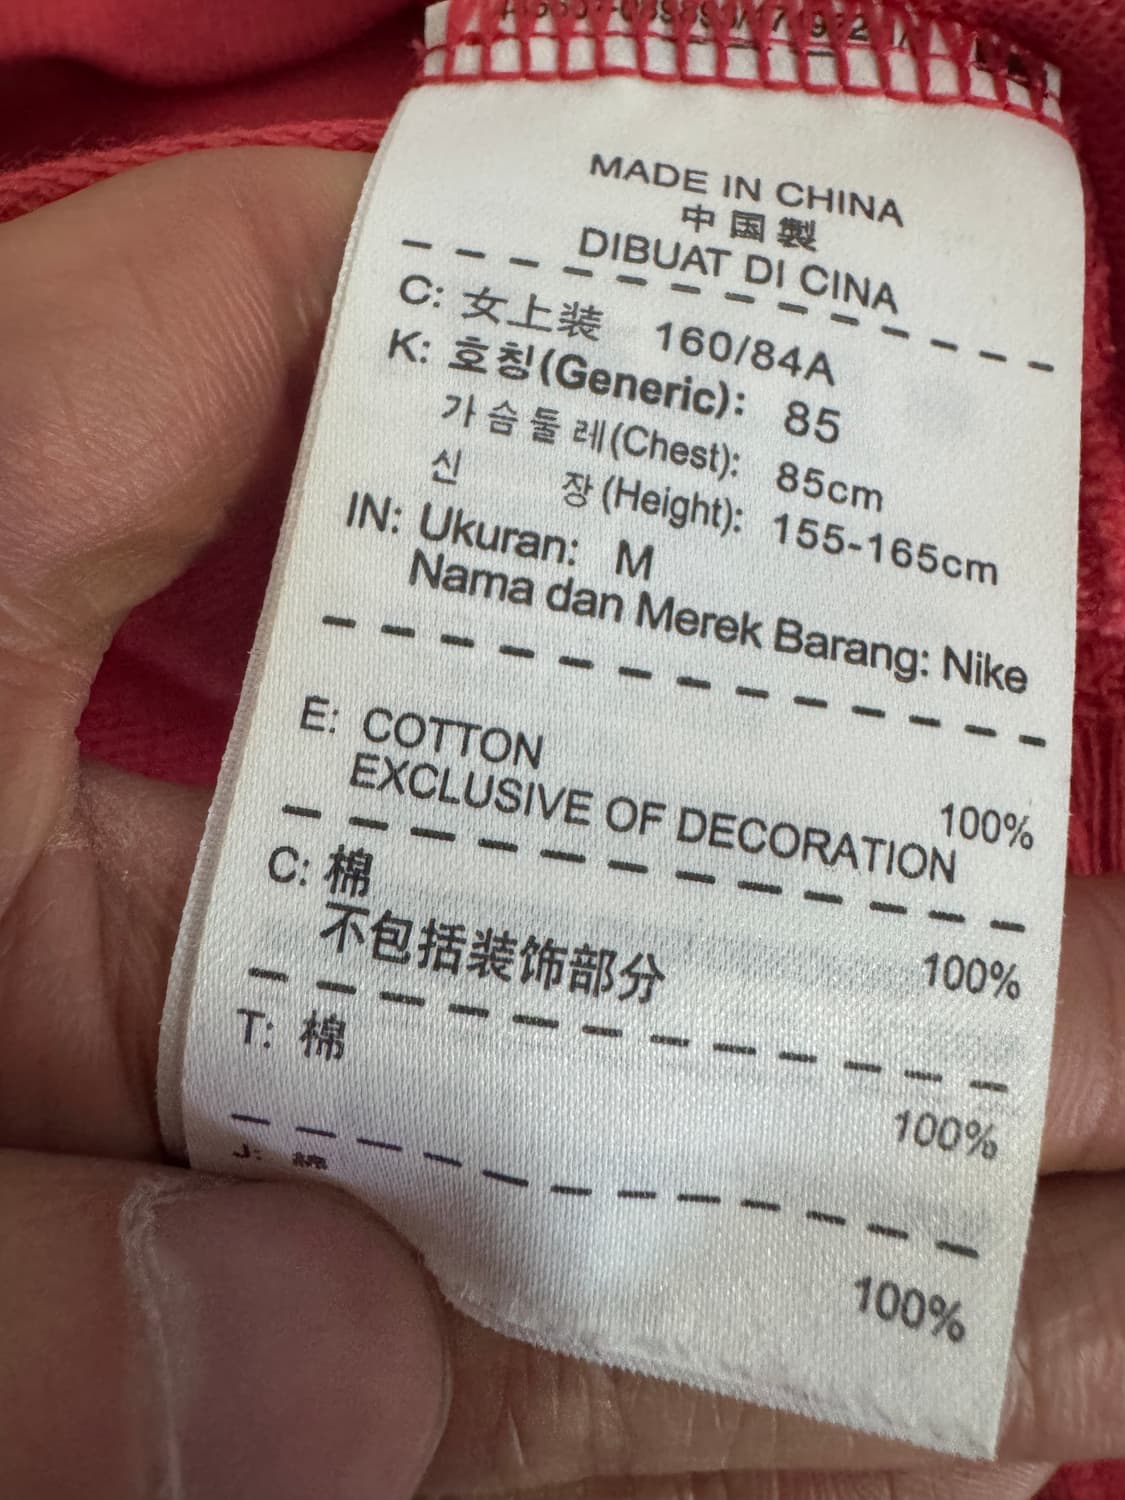 MADE IN CHINA
中国製
DIBUAT DI CINA
C: 女上装 160/84A
K: 호칭(Generic): 85
가슴둘레(Chest): 85cm
신 장(Height): 155-165cm
IN: Ukuran: M
Nama dan Merek Barang: Nike
E: COTTON 100%
EXCLUSIVE OF DECORATION
C: 棉 100%
不包括装饰部分
T: 棉 100%
J: 綿 100%